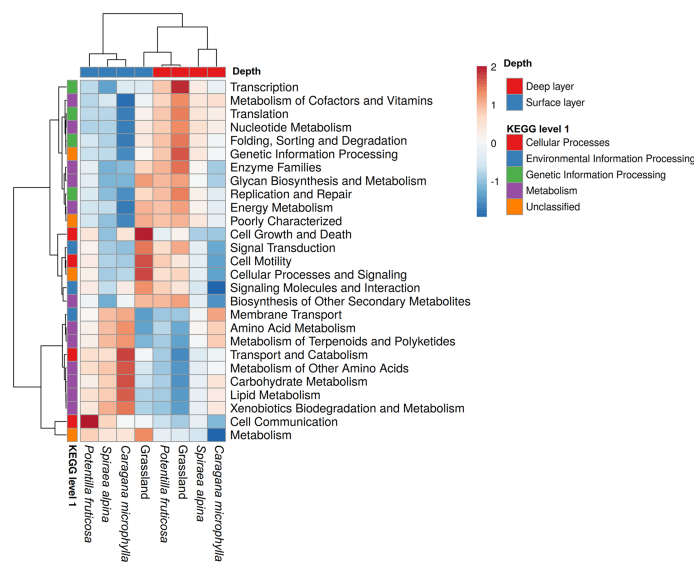 Depth
Transcription
Metabolism of Cofactors and Vitamins
Translation
Nucleotide Metabolism
Folding, Sorting and Degradation
Genetic Information Processing
Enzyme Families
Glycan Biosynthesis and Metabolism
Replication and Repair
Energy Metabolism
Poorly Characterized
Cell Growth and Death
Signal Transduction
Cell Motility
Cellular Processes and Signaling
Signaling Molecules and Interaction
Biosynthesis of Other Secondary Metabolites
Membrane Transport
Amino Acid Metabolism
Metabolism of Terpenoids and Polyketides
Transport and Catabolism
Metabolism of Other Amino Acids
Carbohydrate Metabolism
Lipid Metabolism
Xenobiotics Biodegradation and Metabolism
Cell Communication
Metabolism
KEGG level 1
Potentilla fruticosa
Spiraea alpina
Caragana microphylla
Grassland
Potentilla fruticosa
Grassland
Spiraea alpina
Caragana microphylla
2
1
0
-1
Depth
Deep layer
Surface layer
KEGG level 1
Cellular Processes
Environmental Information Processing
Genetic Information Processing
Metabolism
Unclassified